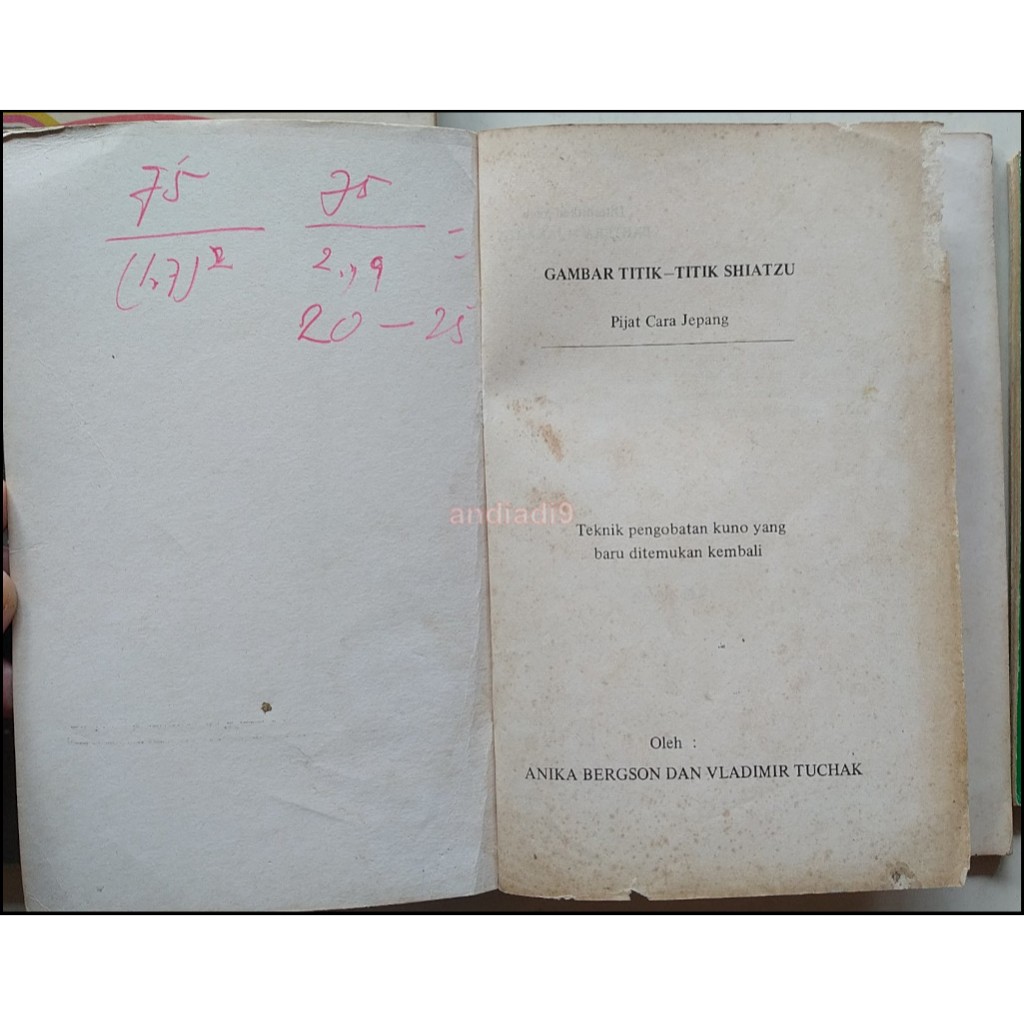 75 75
(1,7)² 2,,9 =
20 – 25
GAMBAR TITIK–TITIK SHIATZU
Pijat Cara Jepang
andiadi9
Teknik pengobatan kuno yang
baru ditemukan kembali
Oleh :
ANIKA BERGSON DAN VLADIMIR TUCHAK